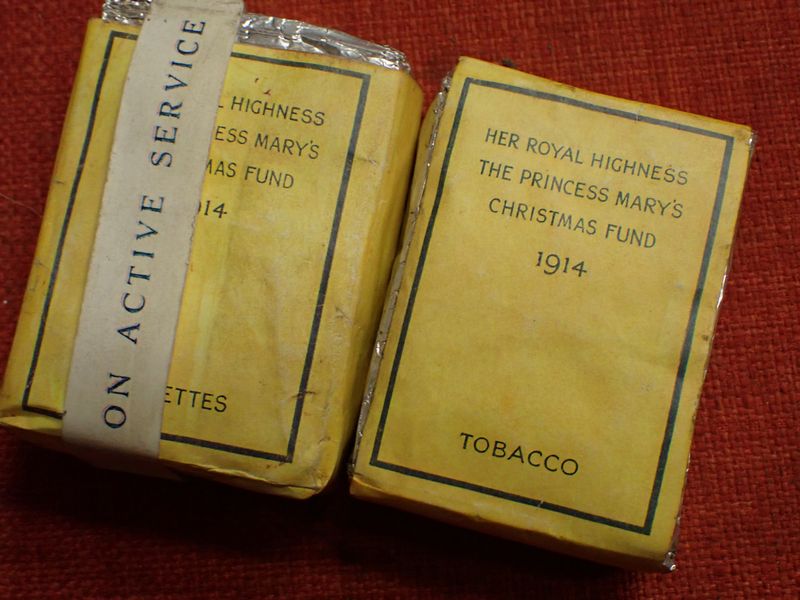 ON ACTIVE SERVICE
HIGHNESS
MARY'S
FUND
HER ROYAL HIGHNESS
THE PRINCESS MARY'S
CHRISTMAS FUND
1914
TOBACCO